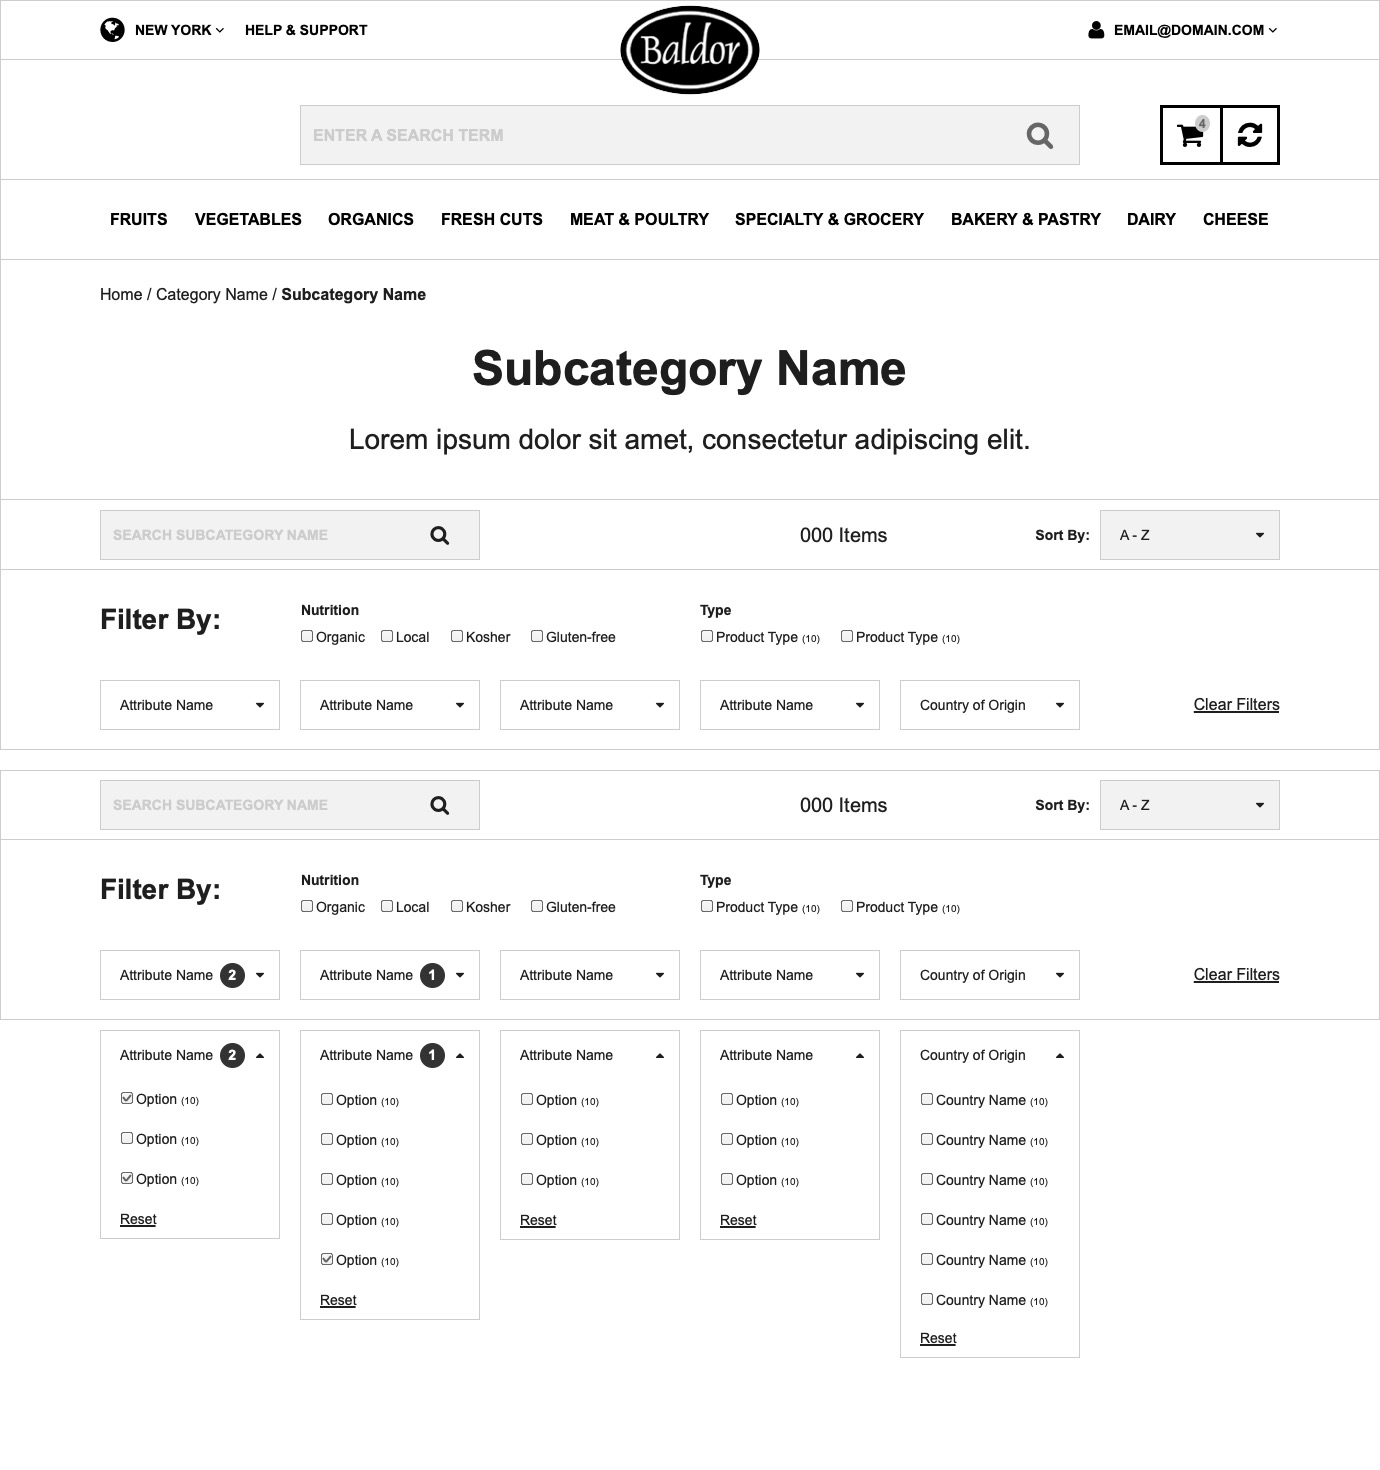 NEW YORK HELP & SUPPORT Baldor EMAIL@DOMAIN.COM
ENTER A SEARCH TERM 4
FRUITS VEGETABLES ORGANICS FRESH CUTS MEAT & POULTRY SPECIALTY & GROCERY BAKERY & PASTRY DAIRY CHEESE
Home / Category Name / Subcategory Name
Subcategory Name
Lorem ipsum dolor sit amet, consectetur adipiscing elit.
SEARCH SUBCATEGORY NAME 000 Items Sort By: A - Z
Filter By: Nutrition Type
Organic Local Kosher Gluten-free Product Type (10) Product Type (10)
Attribute Name Attribute Name Attribute Name Attribute Name Country of Origin Clear Filters
SEARCH SUBCATEGORY NAME 000 Items Sort By: A - Z
Filter By: Nutrition Type
Organic Local Kosher Gluten-free Product Type (10) Product Type (10)
Attribute Name 2 Attribute Name 1 Attribute Name Attribute Name Country of Origin Clear Filters
Attribute Name 2 Attribute Name 1 Attribute Name Attribute Name Country of Origin
Option (10) Option (10) Option (10) Option (10) Country Name (10)
Option (10) Option (10) Option (10) Option (10) Country Name (10)
Option (10) Option (10) Option (10) Option (10) Country Name (10)
Reset Option (10) Reset Reset Country Name (10)
Option (10) Country Name (10)
Reset Country Name (10)
Reset